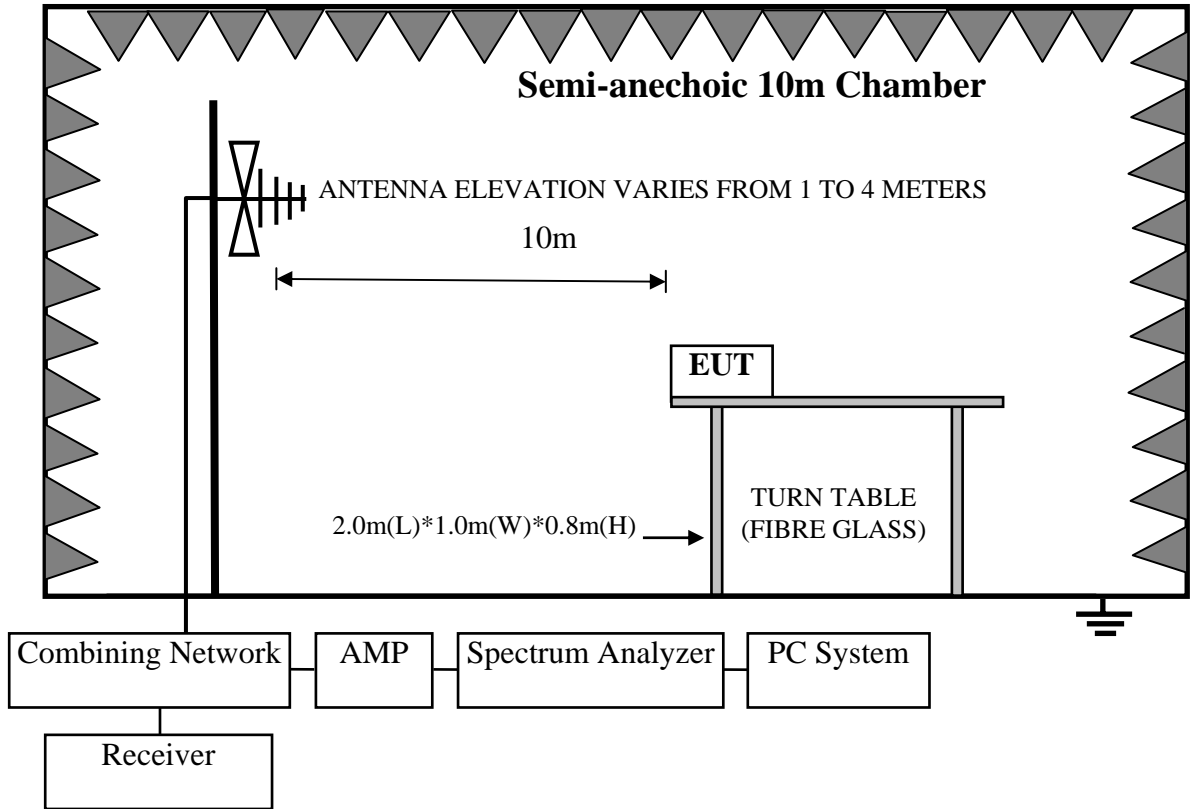 Semi-anechoic 10m Chamber
ANTENNA ELEVATION VARIES FROM 1 TO 4 METERS
10m
EUT
TURN TABLE
(FIBRE GLASS)
2.0m(L)*1.0m(W)*0.8m(H)
Combining Network
AMP
Spectrum Analyzer
PC System
Receiver